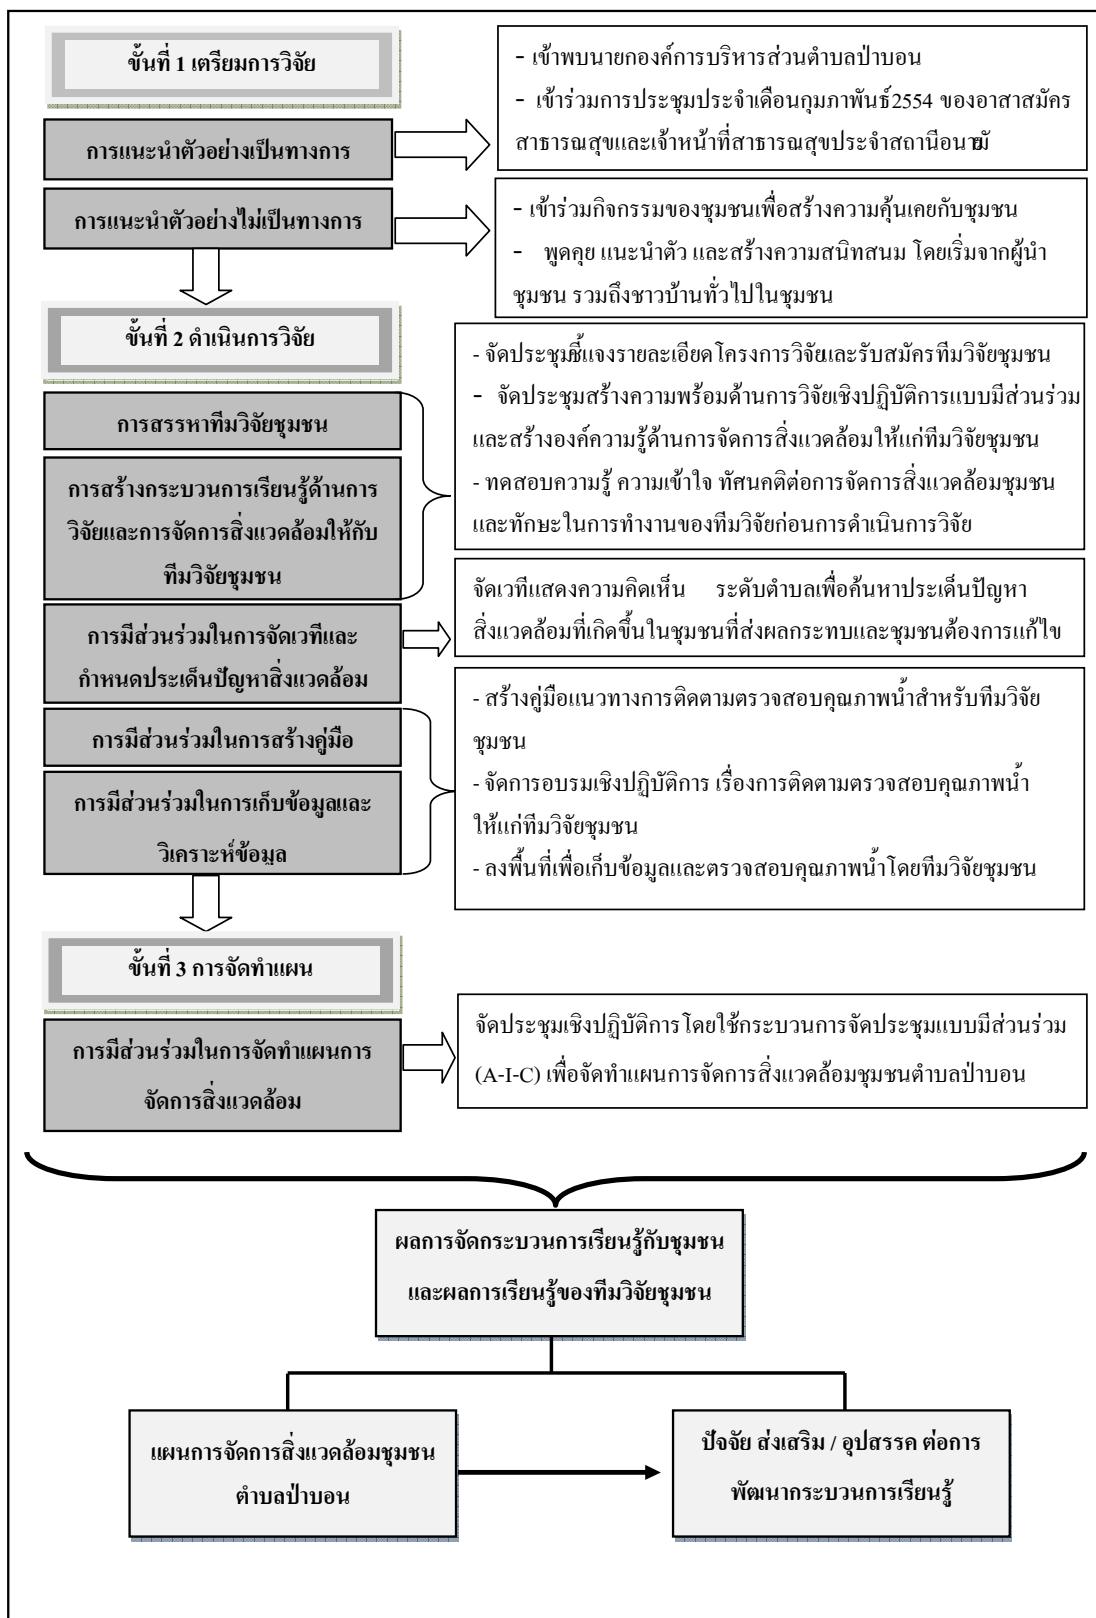 ขั้นที่ 1 เตรียมการวิจัย
- เข้าพบนายกองค์การบริหารส่วนตำบลป่าบอน
- เข้าร่วมการประชุมประจำเดือนกุมภาพันธ์2554 ของอาสาสมัคร
สาธารณสุขและเจ้าหน้าที่สาธารณสุขประจำสถานี
การแนะนำตัวอย่างเป็นทางการ
การแนะนำตัวอย่างไม่เป็นทางการ
- เข้าร่วมกิจกรรมของชุมชนเพื่อสร้างความคุ้นเคยกับชุมชน
- พูดคุย แนะนำตัว และสร้างความสนิทสนม โดยเริ่มจากผู้นำ
ชุมชน รวมถึงชาวบ้านทั่วไปในชุมชน
ขั้นที่ 2 ดำเนินการวิจัย
การสรรหาทีมวิจัยชุมชน
การสร้างกระบวนการเรียนรู้ด้านการ
วิจัยและการจัดการสิ่งแวดล้อมให้กับ
ทีมวิจัยชุมชน
- จัดประชุมชี้แจงรายละเอียดโครงการวิจัยและรับสมัครทีมวิจัยชุมชน
- จัดประชุมสร้างความพร้อมด้านการวิจัยเชิงปฏิบัติการแบบมีส่วนร่วม
และสร้างองค์ความรู้ด้านการจัดการสิ่งแวดล้อมให้แก่ทีมวิจัยชุมชน
- ทดสอบความรู้ ความเข้าใจ ทัศนคติต่อการจัดการสิ่งแวดล้อมชุมชน
และทักษะในการทำงานของทีมวิจัยก่อนการดำเนินการวิจัย
การมีส่วนร่วมในการจัดเวทีและ
กำหนดประเด็นปัญหาสิ่งแวดล้อม
จัดเวทีแสดงความคิดเห็น ระดับตำบลเพื่อค้นหาประเด็นปัญหา
สิ่งแวดล้อมที่เกิดขึ้นในชุมชนที่ส่งผลกระทบและชุมชนต้องการแก้ไข
การมีส่วนร่วมในการสร้างคู่มือ
การมีส่วนร่วมในการเก็บข้อมูลและ
วิเคราะห์ข้อมูล
- สร้างคู่มือแนวทางการติดตามตรวจสอบคุณภาพน้ำสำหรับทีมวิจัย
ชุมชน
- จัดการอบรมเชิงปฏิบัติการ เรื่องการติดตามตรวจสอบคุณภาพน้ำ
ให้แก่ทีมวิจัยชุมชน
- ลงพื้นที่เพื่อเก็บข้อมูลและตรวจสอบคุณภาพน้ำโดยทีมวิจัยชุมชน
ขั้นที่ 3 การจัดทำแผน
การมีส่วนร่วมในการจัดทำแผนการ
จัดการสิ่งแวดล้อม
จัดประชุมเชิงปฏิบัติการโดยใช้กระบวนการจัดประชุมแบบมีส่วนร่วม
(A-I-C) เพื่อจัดทำแผนการจัดการสิ่งแวดล้อมชุมชนตำบลป่าบอน
ผลการจัดกระบวนการเรียนรู้กับชุมชน
และผลการเรียนรู้ของทีมวิจัยชุมชน
แผนการจัดการสิ่งแวดล้อมชุมชน
ตำบลป่าบอน
ปัจจัย ส่งเสริม / อุปสรรค ต่อการ
พัฒนากระบวนการเรียนรู้